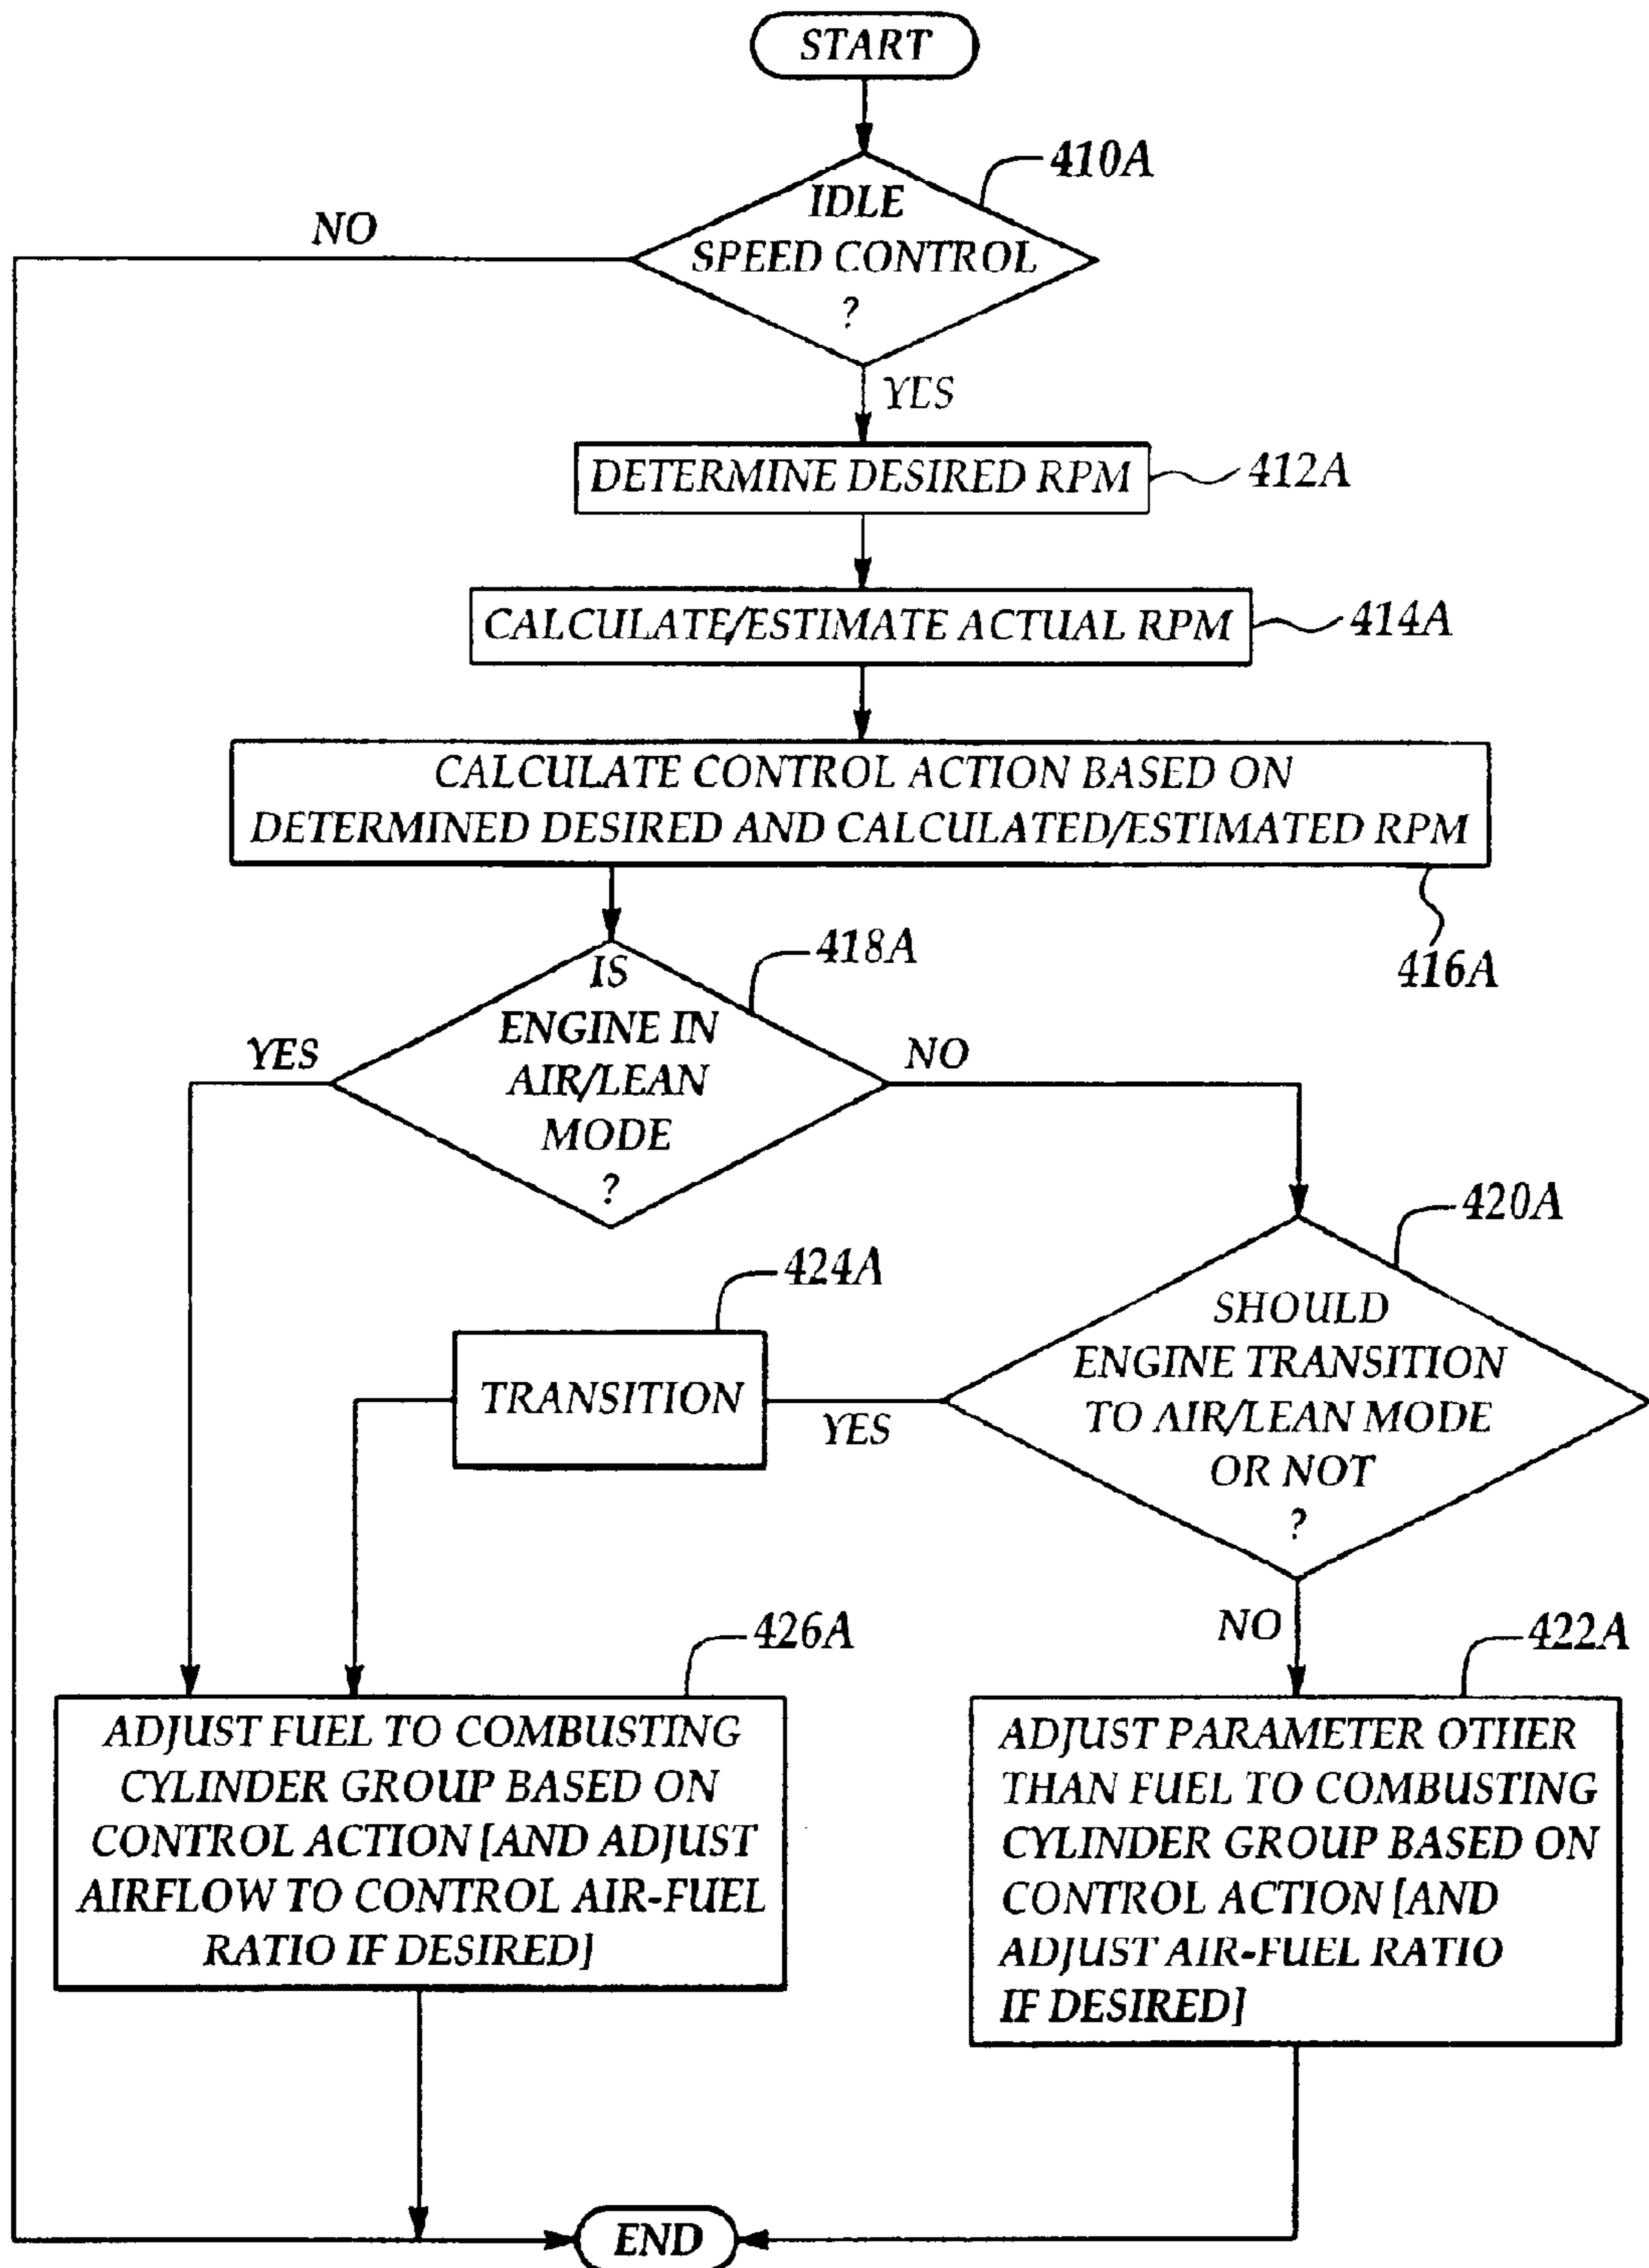 START
410A
IDLE
SPEED CONTROL
?
NO
YES
DETERMINE DESIRED RPM
412A
CALCULATE/ESTIMATE ACTUAL RPM
414A
CALCULATE CONTROL ACTION BASED ON
DETERMINED DESIRED AND CALCULATED/ESTIMATED RPM
416A
418A
IS
ENGINE IN
AIR/LEAN
MODE
?
YES
NO
420A
SHOULD
ENGINE TRANSITION
TO AIR/LEAN MODE
OR NOT
?
424A
TRANSITION
YES
NO
426A
ADJUST FUEL TO COMBUSTING
CYLINDER GROUP BASED ON
CONTROL ACTION [AND ADJUST
AIRFLOW TO CONTROL AIR-FUEL
RATIO IF DESIRED]
422A
ADJUST PARAMETER OTHER
THAN FUEL TO COMBUSTING
CYLINDER GROUP BASED ON
CONTROL ACTION [AND
ADJUST AIR-FUEL RATIO
IF DESIRED]
END